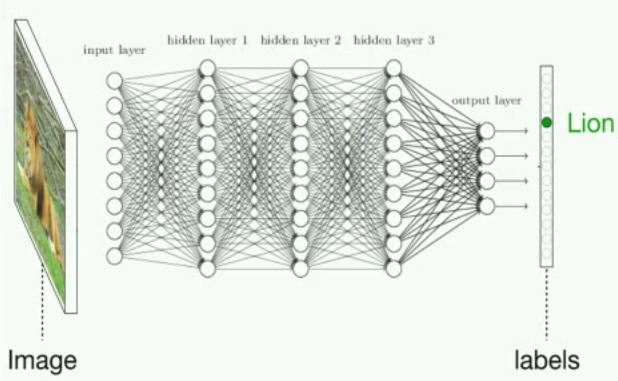 input layer
hidden layer 1
hidden layer 2
hidden layer 3
output layer
Lion
Image
labels